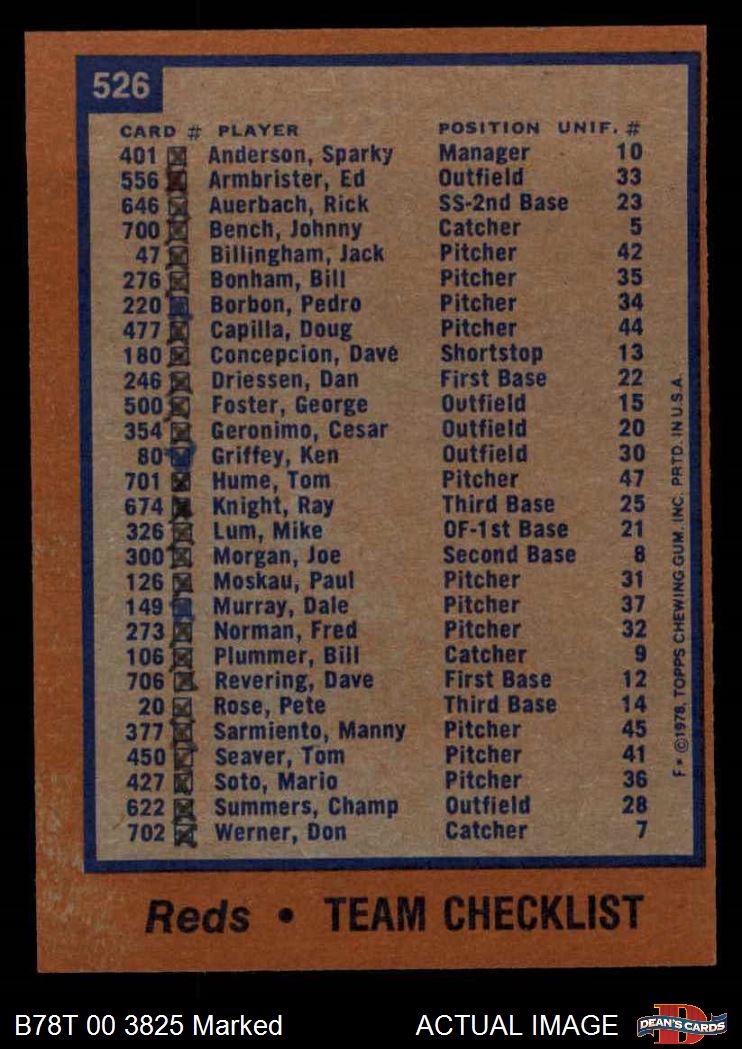 526
CARD # PLAYER POSITION UNIF. #
401 Anderson, Sparky Manager 10
556 Armbrister, Ed Outfield 33
646 Auerbach, Rick SS-2nd Base 23
700 Bench, Johnny Catcher 5
47 Billingham, Jack Pitcher 42
276 Bonham, Bill Pitcher 35
220 Borbon, Pedro Pitcher 34
477 Capilla, Doug Pitcher 44
180 Concepcion, Dave Shortstop 13
246 Driessen, Dan First Base 22
500 Foster, George Outfield 15
354 Geronimo, Cesar Outfield 20
80 Griffey, Ken Outfield 30
701 Hume, Tom Pitcher 47
674 Knight, Ray Third Base 25
326 Lum, Mike OF-1st Base 21
300 Morgan, Joe Second Base 8
126 Moskau, Paul Pitcher 31
149 Murray, Dale Pitcher 37
273 Norman, Fred Pitcher 32
106 Plummer, Bill Catcher 9
706 Revering, Dave First Base 12
20 Rose, Pete Third Base 14
377 Sarmiento, Manny Pitcher 45
450 Seaver, Tom Pitcher 41
427 Soto, Mario Pitcher 36
622 Summers, Champ Outfield 28
702 Werner, Don Catcher 7
F* ©1978, TOPPS CHEWING GUM, INC. PRTD. IN U.S.A.
Reds • TEAM CHECKLIST
B78T 00 3825 Marked ACTUAL IMAGE
D
DEAN'S CARDS